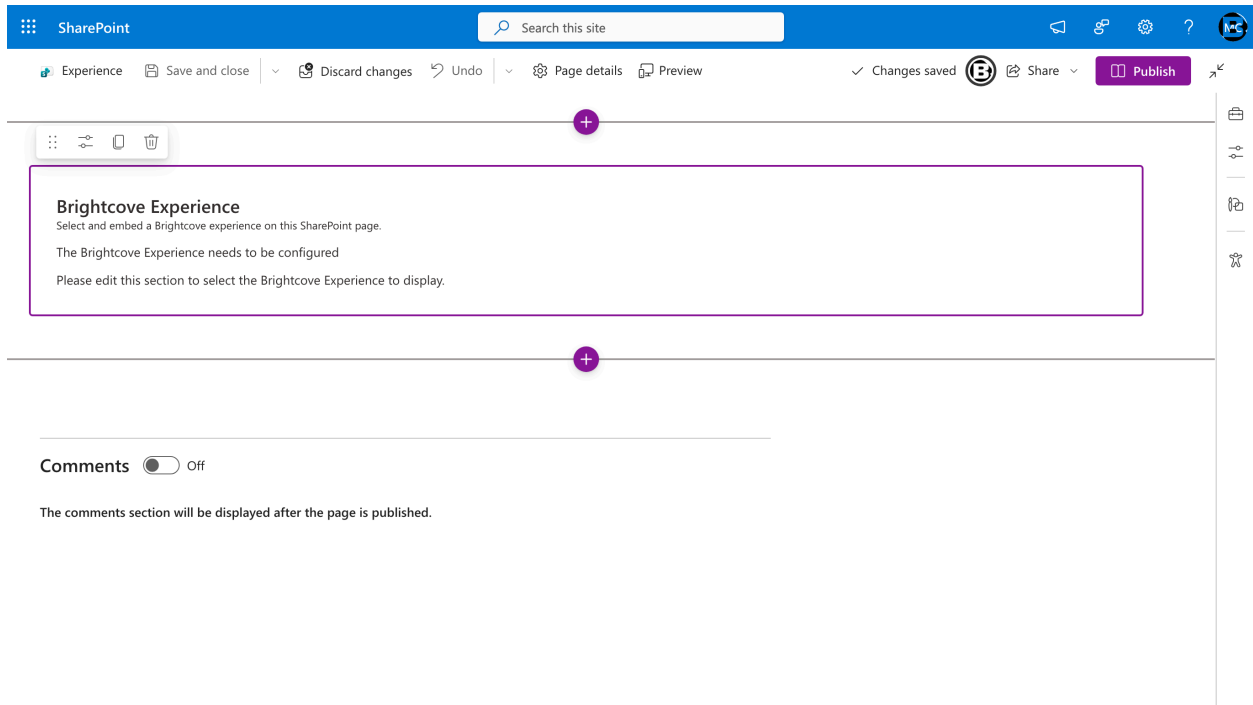 SharePoint
Search this site
?
MC
Experience
Save and close
Discard changes
Undo
Page details
Preview
Changes saved
B
Share
Publish
Brightcove Experience
Select and embed a Brightcove experience on this SharePoint page.
The Brightcove Experience needs to be configured
Please edit this section to select the Brightcove Experience to display.
Comments
Off
The comments section will be displayed after the page is published.